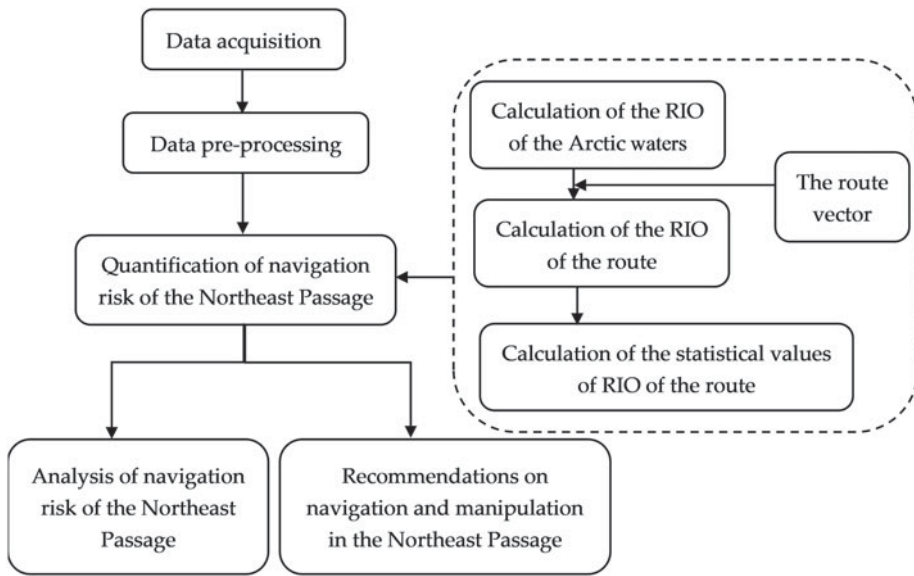 Data acquisition
Data pre-processing
Quantification of navigation
risk of the Northeast Passage
Analysis of navigation
risk of the Northeast
Passage
Recommendations on
navigation and manipulation
in the Northeast Passage
Calculation of the RIO
of the Arctic waters
The route
vector
Calculation of the RIO
of the route
Calculation of the statistical values
of RIO of the route